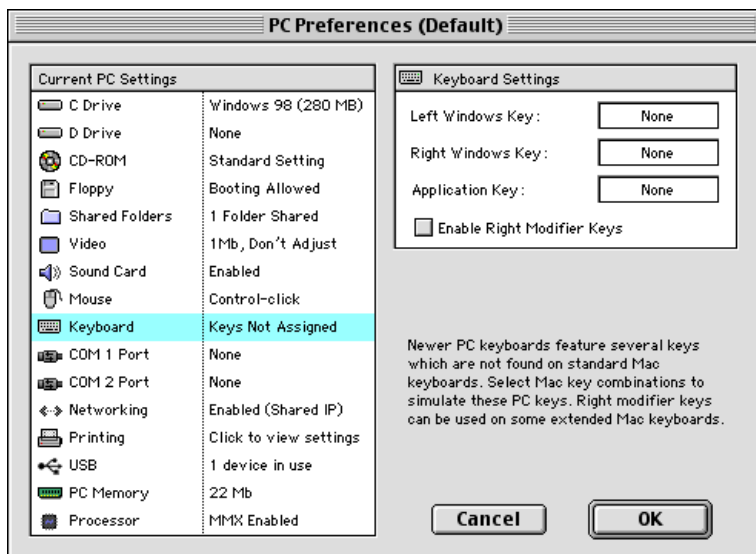 PC Preferences (Default)
Current PC Settings
C Drive Windows 98 (280 MB)
D Drive None
CD-ROM Standard Setting
Floppy Booting Allowed
Shared Folders 1 Folder Shared
Video 1Mb, Don't Adjust
Sound Card Enabled
Mouse Control-click
Keyboard Keys Not Assigned
COM 1 Port None
COM 2 Port None
Networking Enabled (Shared IP)
Printing Click to view settings
USB 1 device in use
PC Memory 22 Mb
Processor MMX Enabled
Keyboard Settings
Left Windows Key: None
Right Windows Key: None
Application Key: None
Enable Right Modifier Keys
Newer PC keyboards feature several keys
which are not found on standard Mac
keyboards. Select Mac key combinations to
simulate these PC keys. Right modifier keys
can be used on some extended Mac keyboards.
Cancel OK